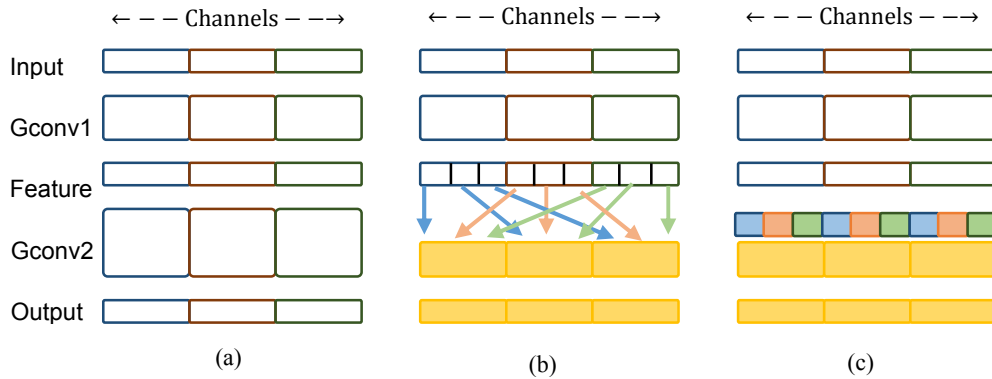 ← − − − Channels − − −→
← − − − Channels − − −→
← − − − Channels − − −→
Input
Gconv1
Feature
Gconv2
Output
(a)
(b)
(c)